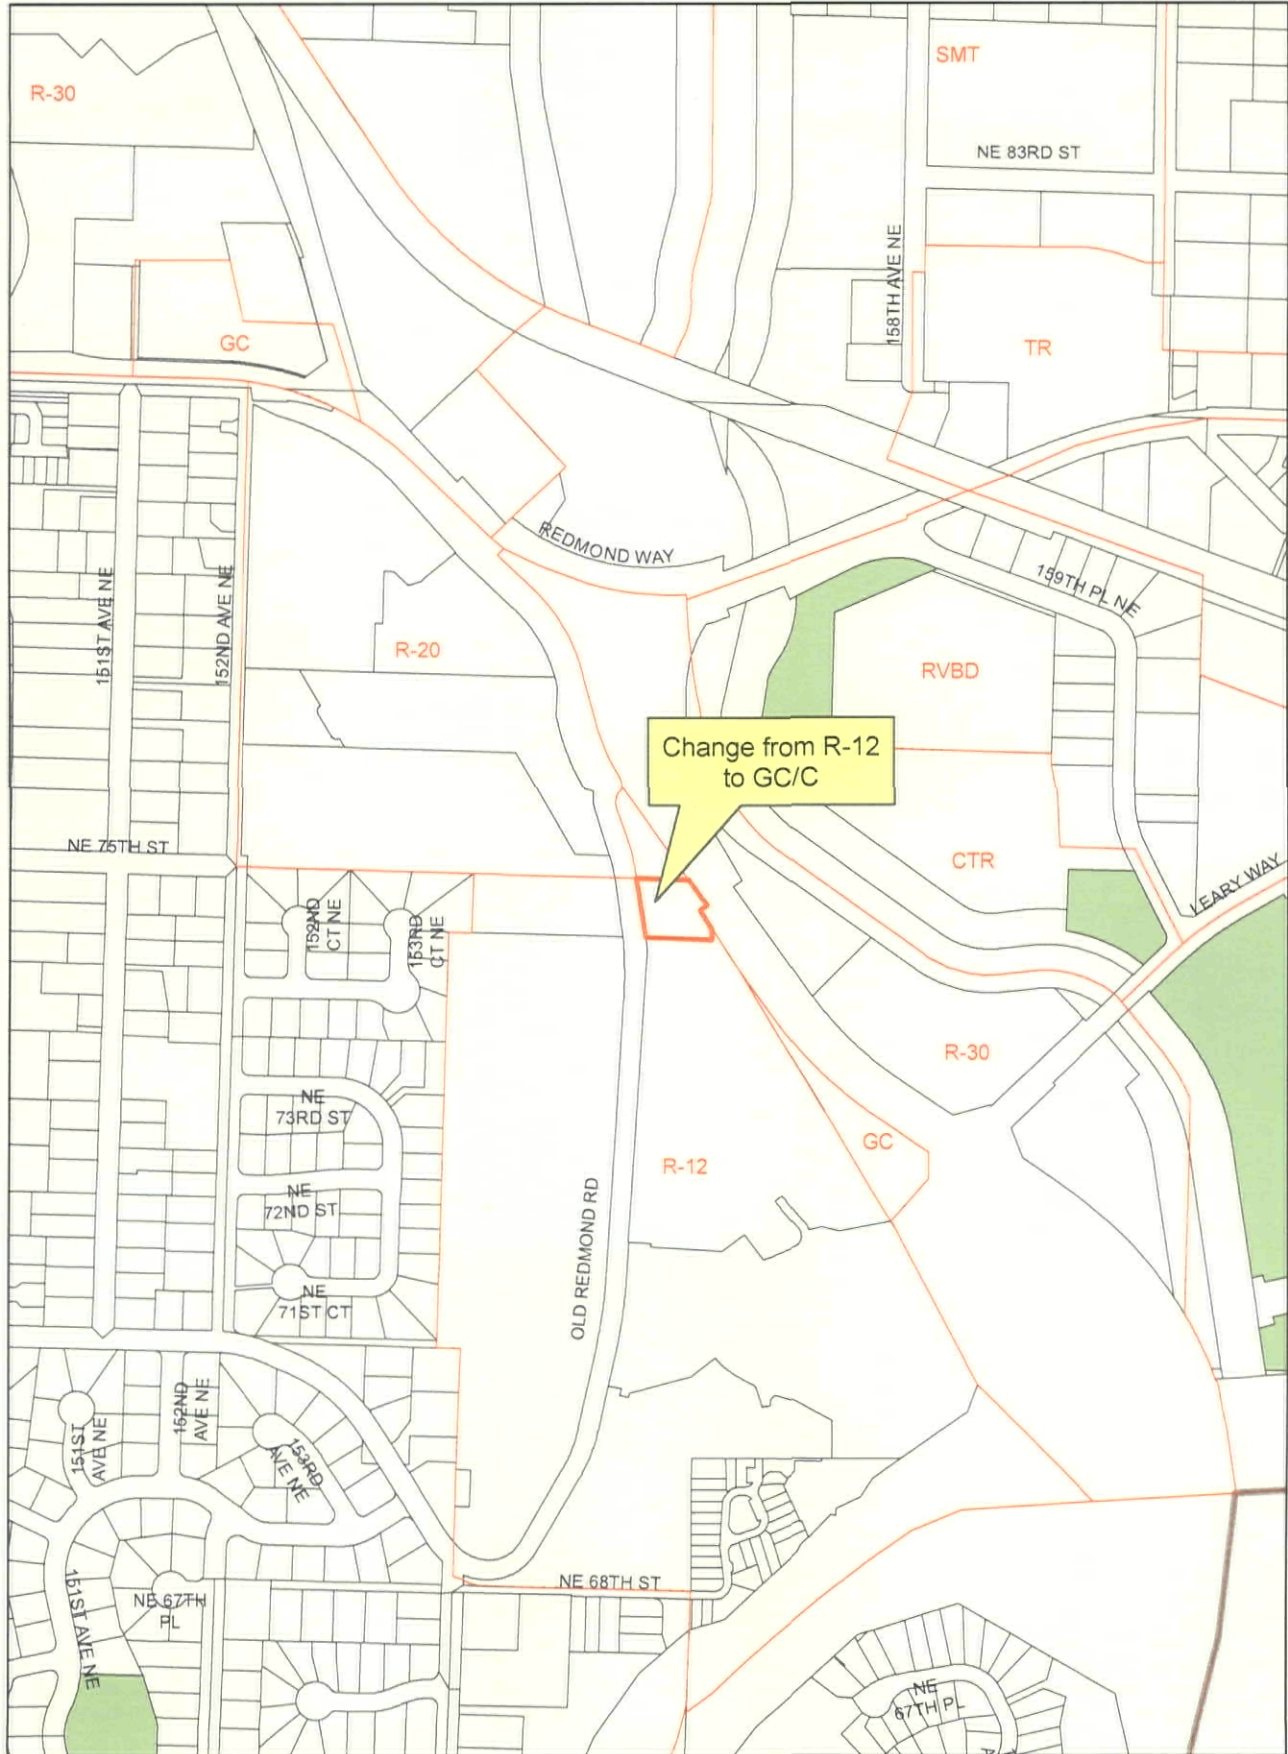 SMT
R-30
NE 83RD ST
158TH AVE NE
GC
TR
REDMOND WAY
159TH PL NE
151ST AVE NE
152ND AVE NE
R-20
RVBD
Change from R-12
to GC/C
NE 75TH ST
CTR
LEARY WAY
152ND
CT NE
153RD
CT NE
R-30
NE
73RD ST
GC
R-12
NE
72ND ST
OLD REDMOND RD
NE
71ST CT
151ST
AVE NE
152ND
AVE NE
153RD
AVE NE
NE 68TH ST
151ST AVE NE
NE 67TH
PL
NE
67TH PL